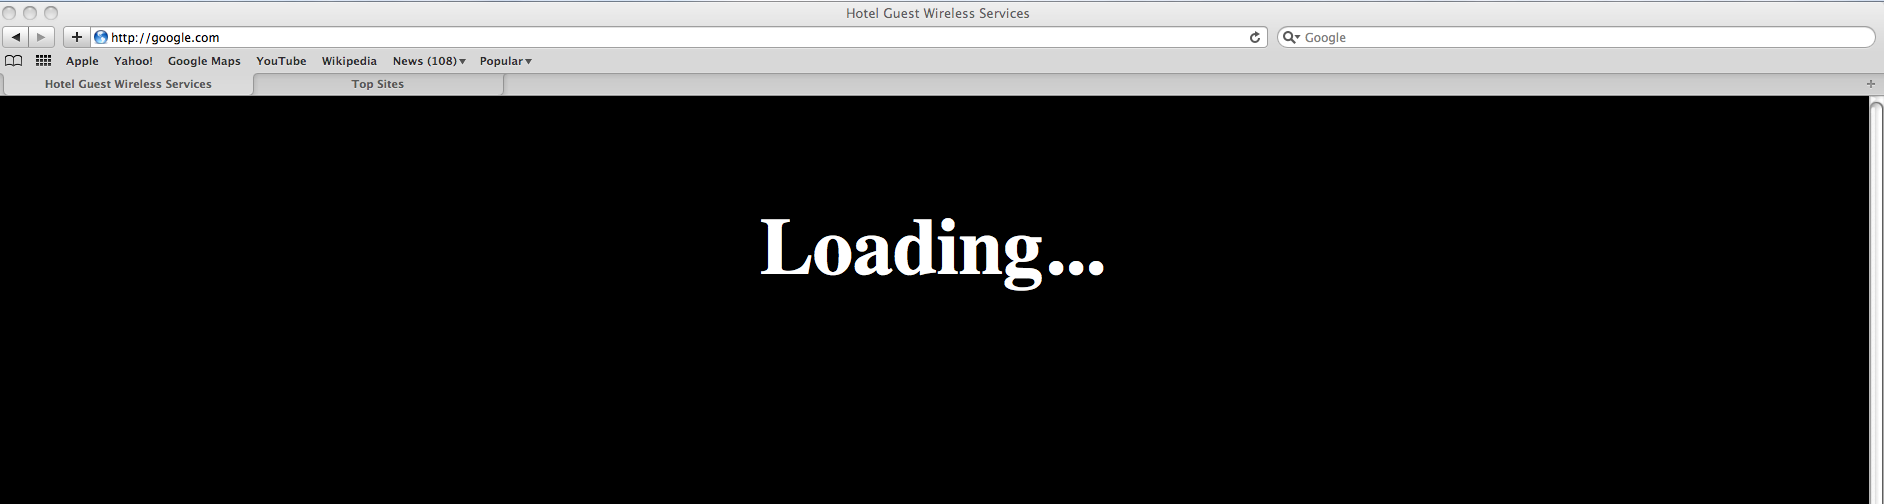 Hotel Guest Wireless Services
http://google.com Google
Apple Yahoo! Google Maps YouTube Wikipedia News (108) Popular
Hotel Guest Wireless Services Top Sites
Loading...